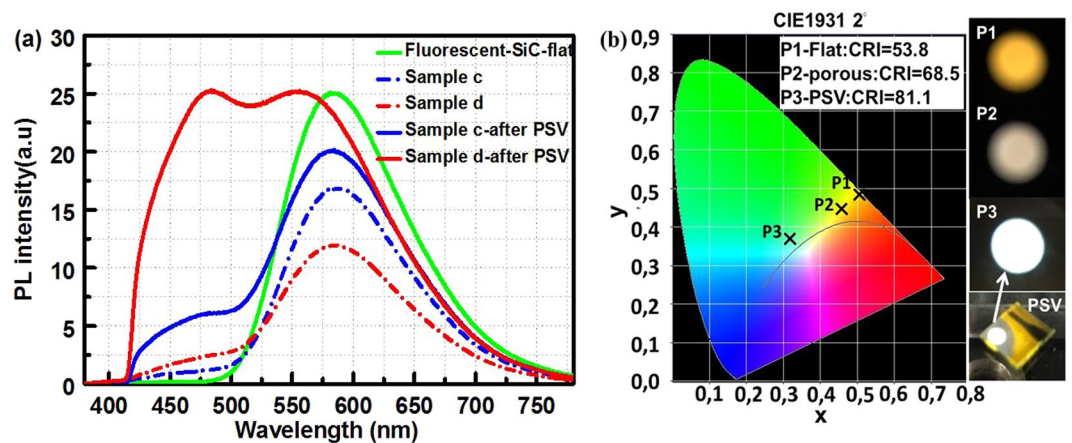 (a)
30
25
20
15
10
5
0
PL intensity(a.u)
Fluorescent-SiC-flat
Sample c
Sample d
Sample c-after PSV
Sample d-after PSV
400 450 500 550 600 650 700 750
Wavelength (nm)
(b)
CIE1931 2°
P1-Flat:CRI=53.8
P2-porous:CRI=68.5
P3-PSV:CRI=81.1
0,9
0,8
0,7
0,6
0,5
0,4
0,3
0,2
0,1
0,0
y
P1
P2
P3
0,1 0,2 0,3 0,4 0,5 0,6 0,7 0,8
x
P1
P2
P3
PSV